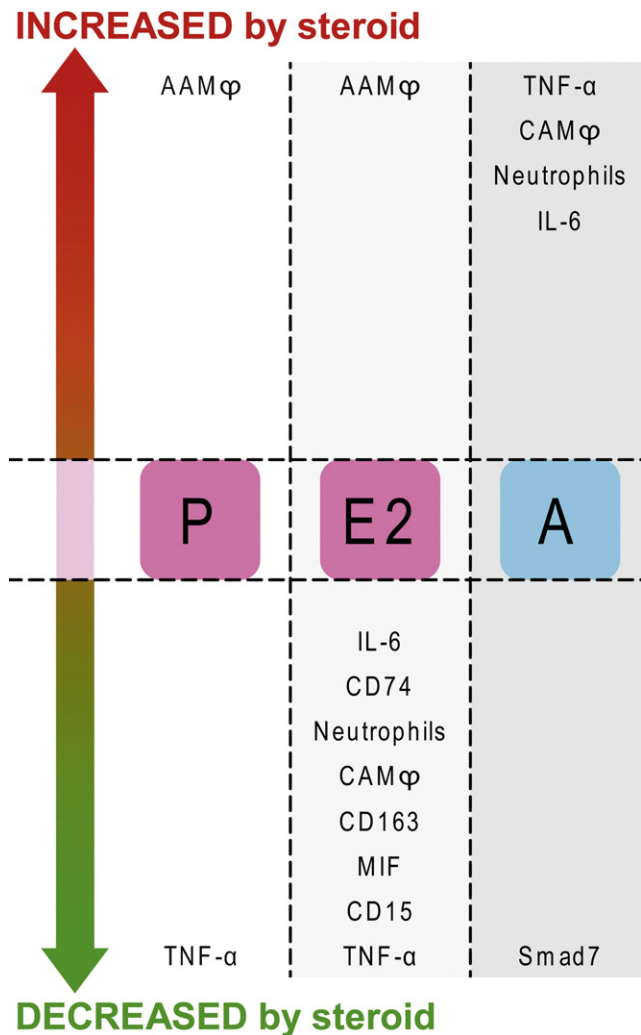 INCREASED by steroid
AAMφ AAMφ TNF-α
CAMφ
Neutrophils
IL-6
P E2 A
IL-6
CD74
Neutrophils
CAMφ
CD163
MIF
CD15
TNF-α TNF-α Smad7
DECREASED by steroid